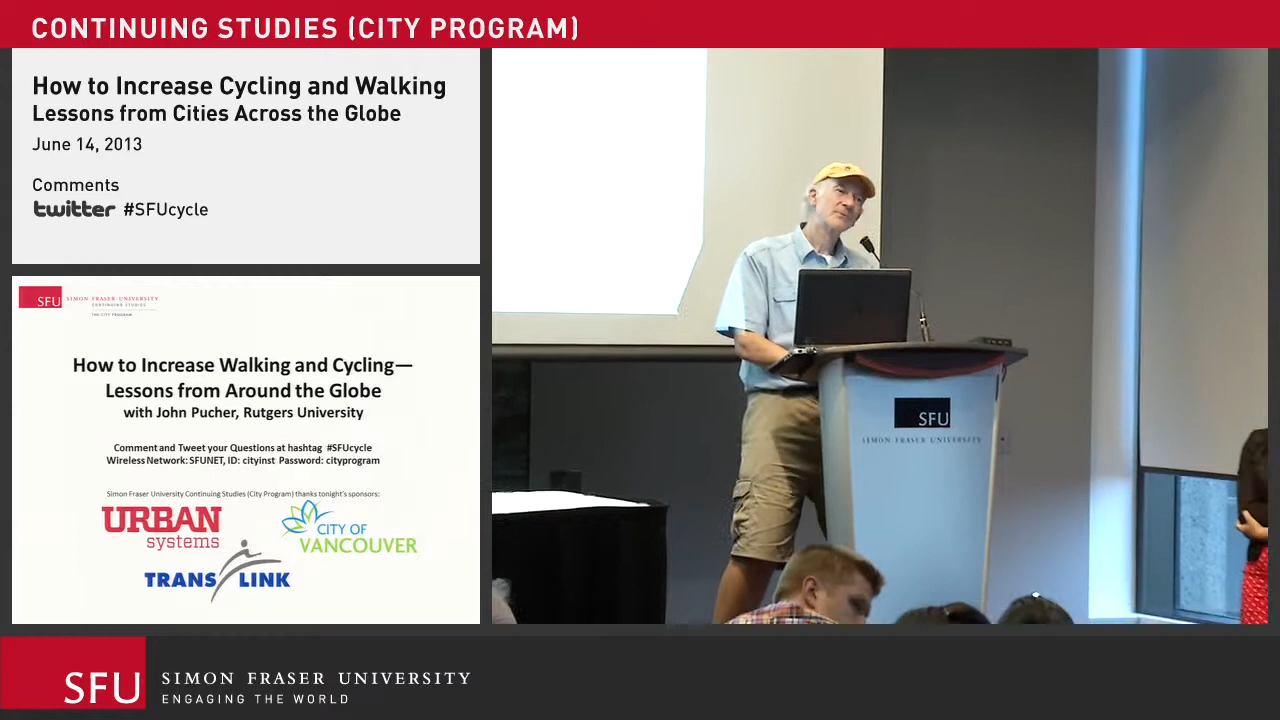 CONTINUING STUDIES (CITY PROGRAM)
How to Increase Cycling and Walking
Lessons from Cities Across the Globe
June 14, 2013
Comments
twitter #SFUcycle
SFU SIMON FRASER UNIVERSITY
CONTINUING STUDIES
THE CITY PROGRAM
How to Increase Walking and Cycling—
Lessons from Around the Globe
with John Pucher, Rutgers University
Comment and Tweet your Questions at hashtag #SFUcycle
Wireless Network: SFUNET, ID: cityinst Password: cityprogram
Simon Fraser University Continuing Studies (City Program) thanks tonight's sponsors:
URBAN
systems
CITY OF
VANCOUVER
TRANS LINK
SFU
SIMON FRASER UNIVERSITY
SFU
SIMON FRASER UNIVERSITY
ENGAGING THE WORLD